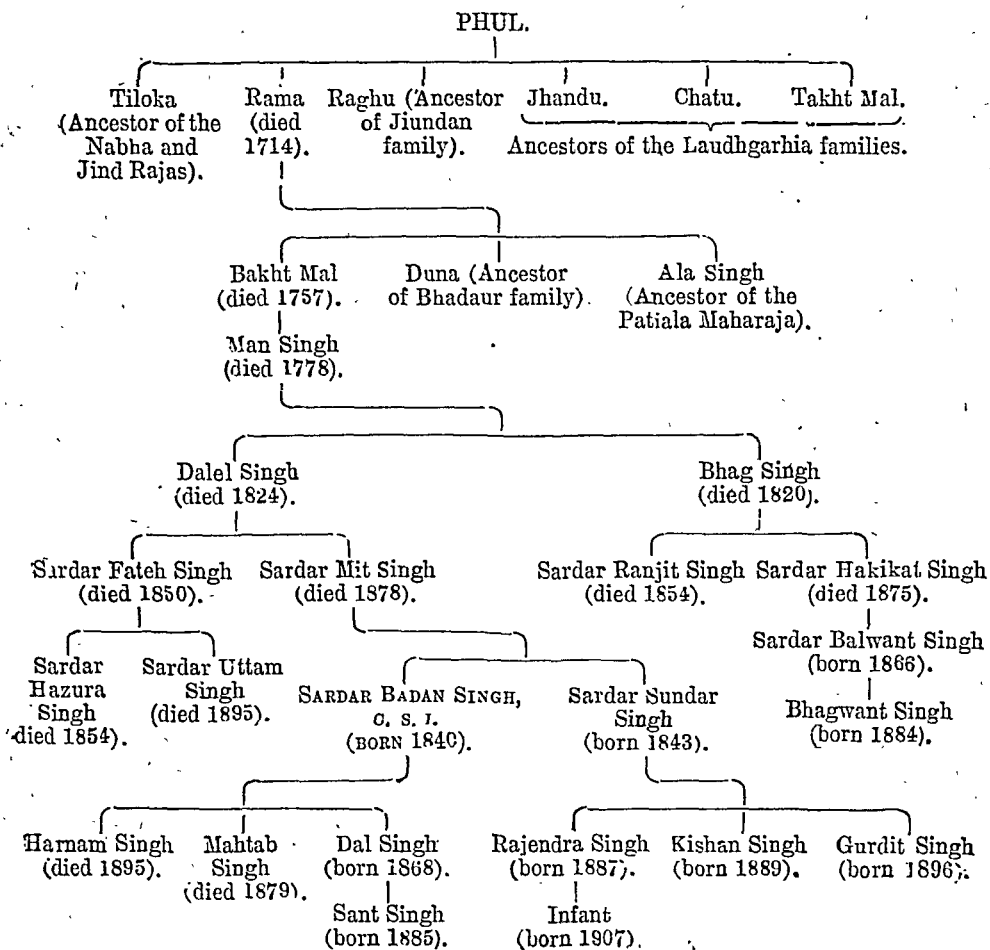 PHUL.
Tiloka
(Ancestor of the
Nabha and
Jind Rajas).
Rama
(died
1714).
Raghu (Ancestor
of Jiundan
family).
Jhandu.
Chatu.
Takht Mal.
Ancestors of the Laudhgarhia families.
Bakht Mal
(died 1757).
Duna (Ancestor
of Bhadaur family).
Ala Singh
(Ancestor of the
Patiala Maharaja).
Man Singh
(died 1778).
Dalel Singh
(died 1824).
Bhag Singh
(died 1820).
Sardar Fateh Singh
(died 1850).
Sardar Mit Singh
(died 1878).
Sardar Ranjit Singh
(died 1854).
Sardar Hakikat Singh
(died 1875).
Sardar Balwant Singh
(born 1866).
Bhagwant Singh
(born 1884).
Sardar
Hazura
Singh
(died 1854).
Sardar Uttam
Singh
(died 1895).
SARDAR BADAN SINGH,
C. S. I.
(BORN 1840).
Sardar Sundar
Singh
(born 1843).
Harnam Singh
(died 1895).
Mahtab
Singh
(died 1879).
Dal Singh
(born 1868).
Sant Singh
(born 1885).
Rajendra Singh
(born 1887).
Infant
(born 1907).
Kishan Singh
(born 1889).
Gurdit Singh
(born 1896).